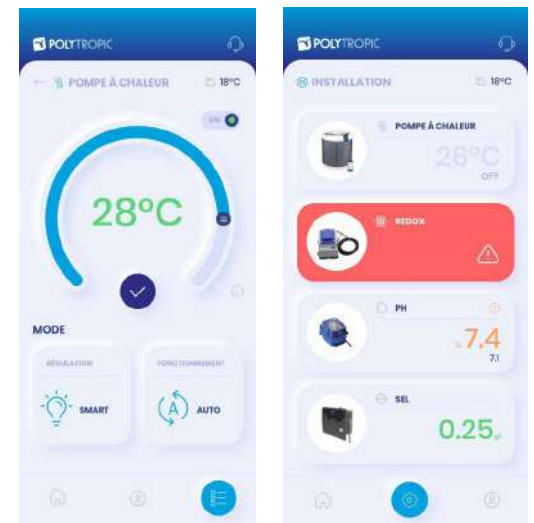 POLYTROPIC
POMPE À CHALEUR
18°C
ON
28°C
MODE
RÉGULATION
FONCTIONNEMENT
SMART
A
AUTO
POLYTROPIC
INSTALLATION
18°C
POMPE À CHALEUR
26°C
OFF
REDOX
PH
7.4
7.1
SEL
0.25